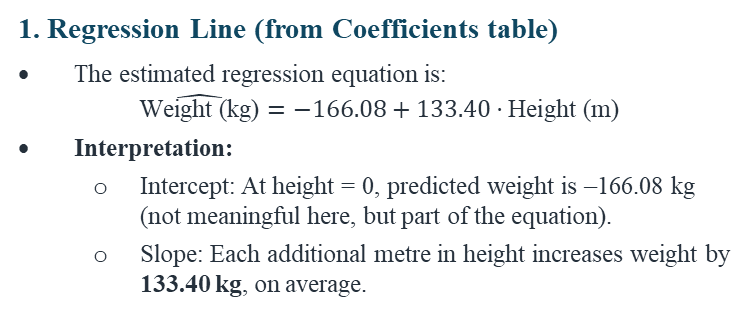 1. Regression Line (from Coefficients table)
• The estimated regression equation is:
Weight (kg) = −166.08 + 133.40 · Height (m)
• Interpretation:
o Intercept: At height = 0, predicted weight is –166.08 kg
(not meaningful here, but part of the equation).
o Slope: Each additional metre in height increases weight by
133.40 kg, on average.